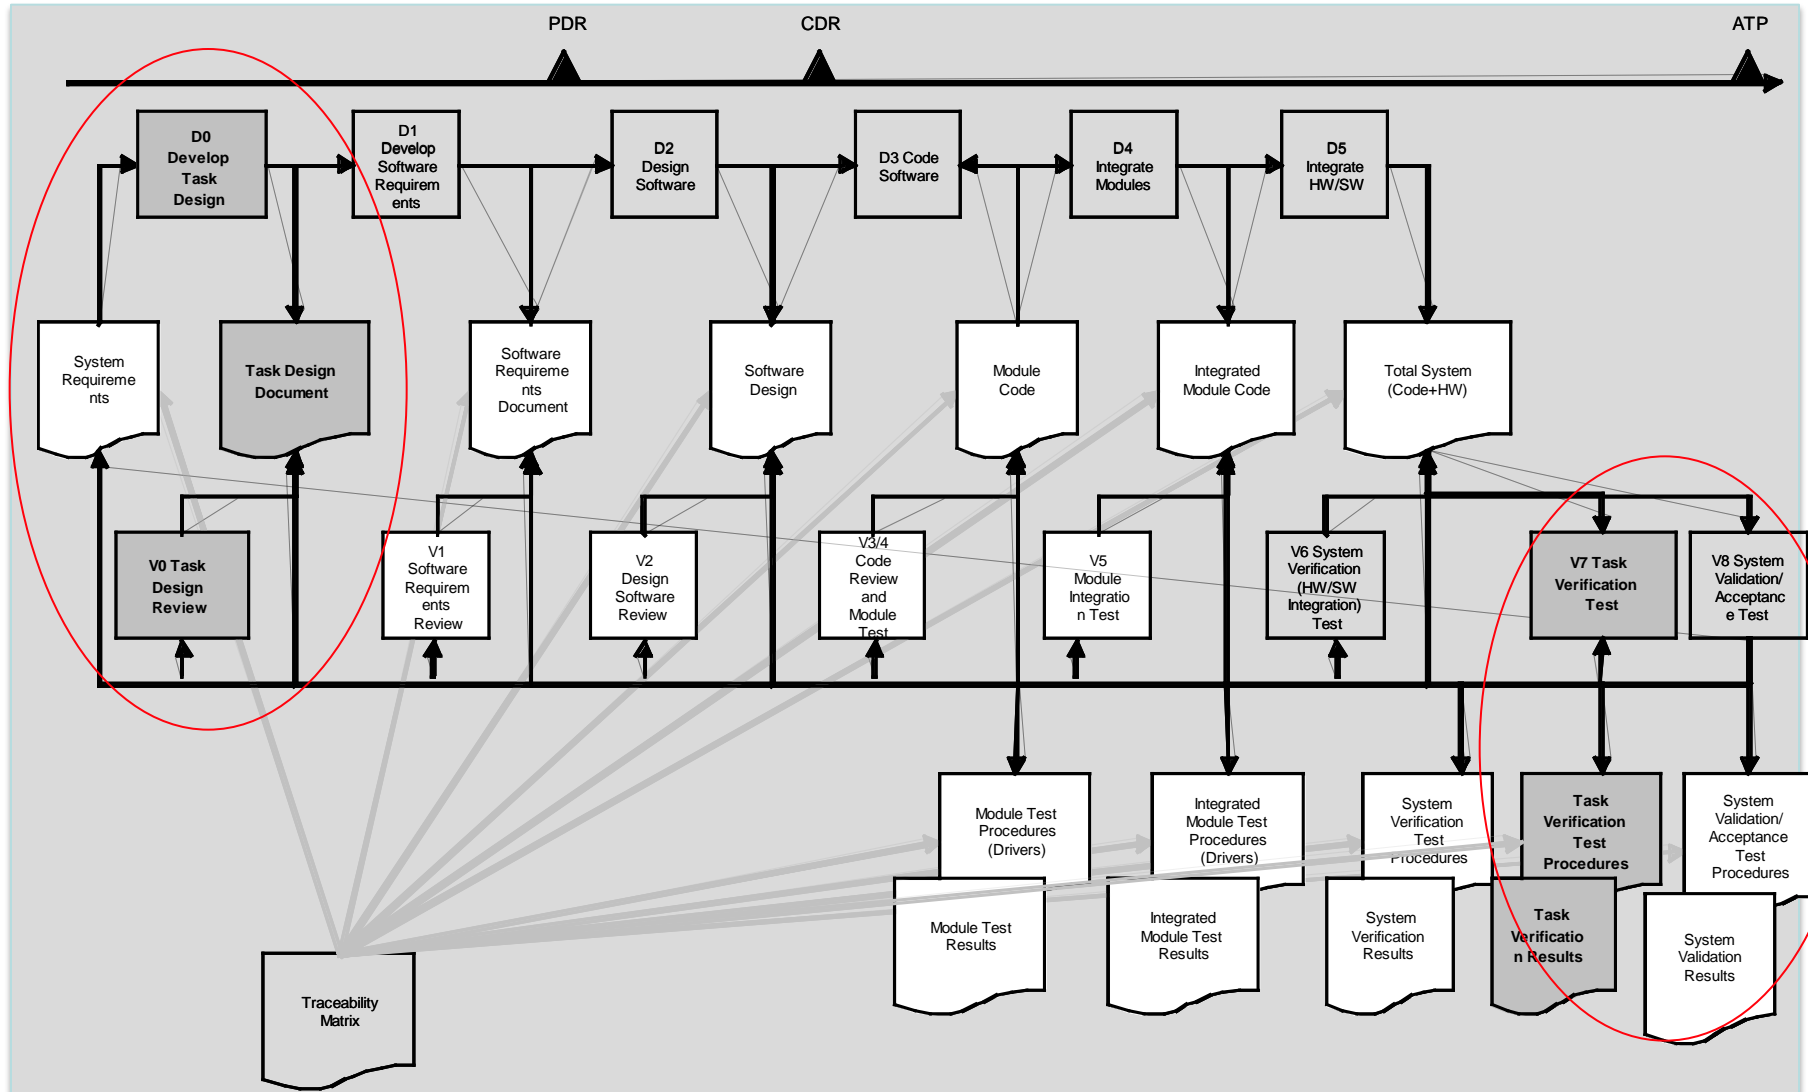 PDR
CDR
ATP
D0
Develop
Task
Design
D1
Develop
Software
Requirem
ents
D2
Design
Software
D3 Code
Software
D4
Integrate
Modules
D5
Integrate
HW/SW
System
Requireme
nts
Task Design
Document
Software
Requireme
nts
Document
Software
Design
Module
Code
Integrated
Module Code
Total System
(Code+HW)
V0 Task
Design
Review
V1
Software
Requirem
ents
Review
V2
Design
Software
Review
V3/4
Code
Review
and
Module
Test
V5
Module
Integratio
n Test
V6 System
Verification
(HW/SW
Integration)
Test
V7 Task
Verification
Test
V8 System
Validation/
Acceptanc
e Test
Module Test
Procedures
(Drivers)
Integrated
Module Test
Procedures
(Drivers)
System
Verification
Test
Procedures
Task
Verification
Test
Procedures
System
Validation/
Acceptance
Test
Procedures
Module Test
Results
Integrated
Module Test
Results
System
Verification
Results
Task
Verificatio
n Results
System
Validation
Results
Traceability
Matrix